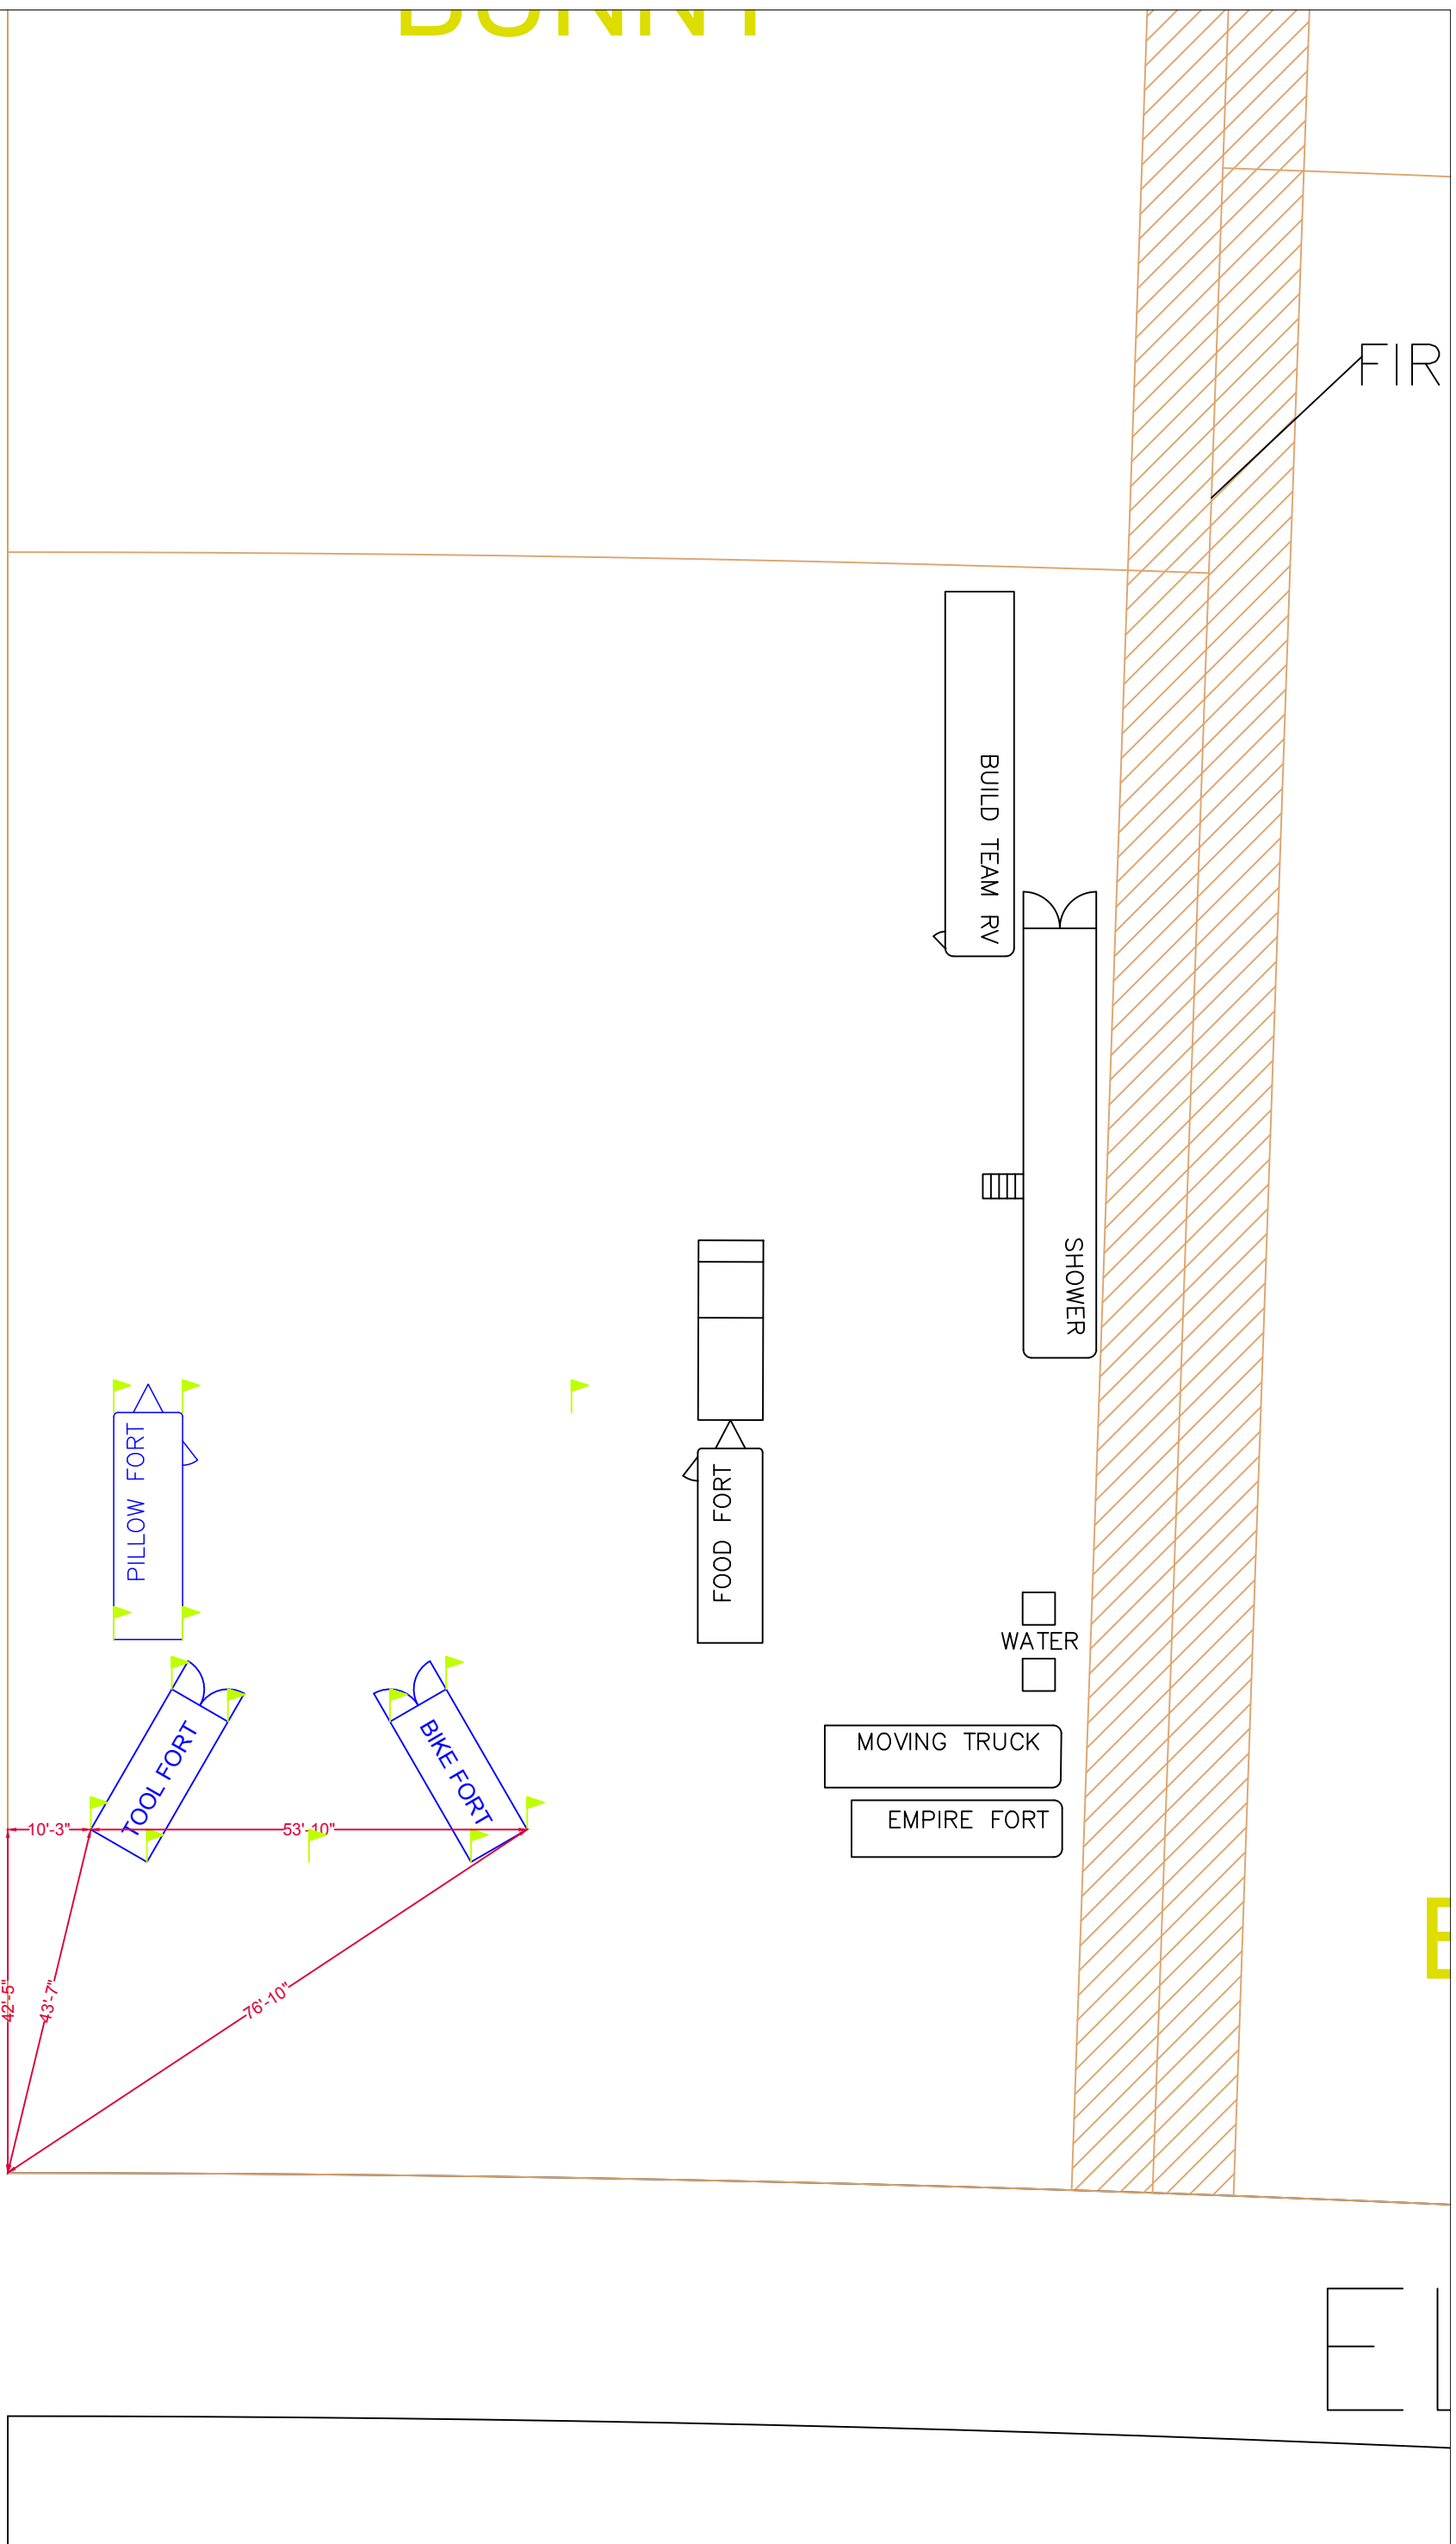 BUNNY
FIR
BUILD TEAM RV
SHOWER
PILLOW FORT
FOOD FORT
WATER
TOOL FORT
BIKE FORT
MOVING TRUCK
EMPIRE FORT
10'-3"
53'-10"
42'-5"
43'-7"
76'-10"
E